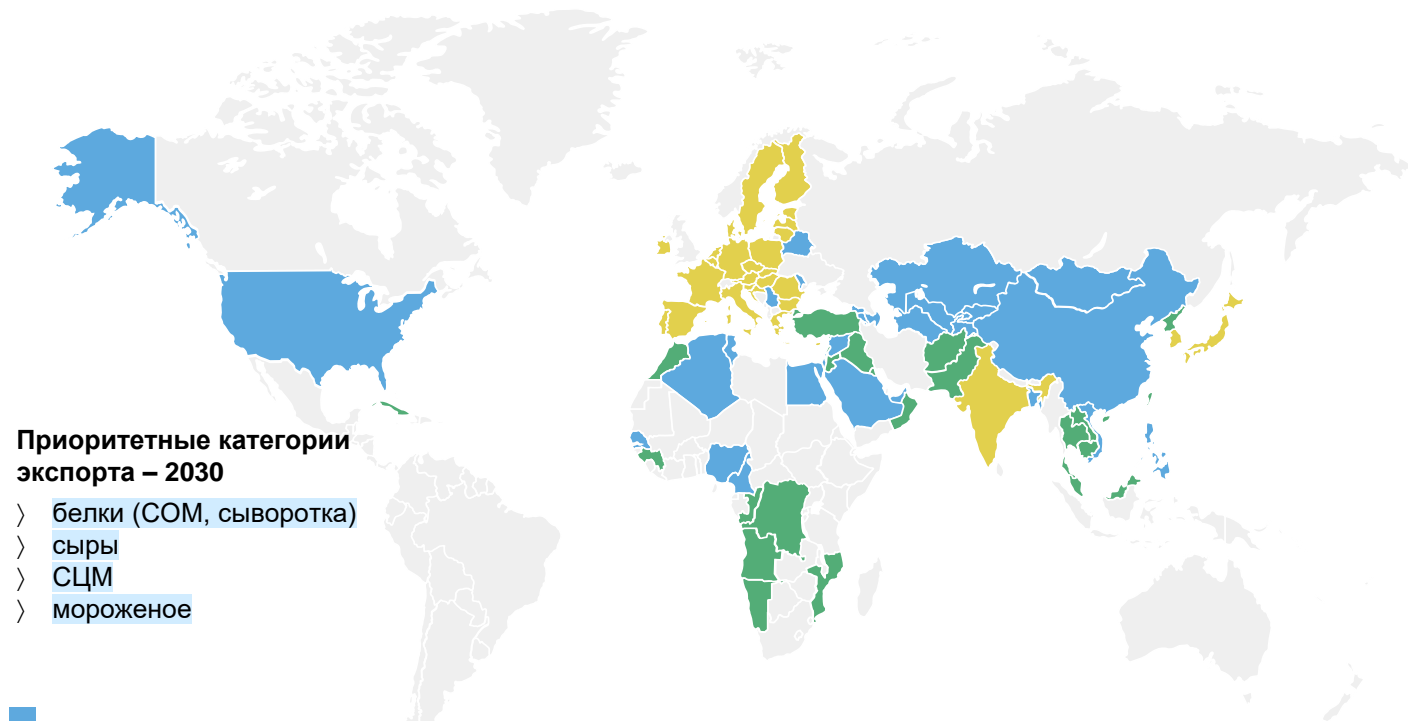 Приоритетные категории
экспорта – 2030
〉 белки (СОМ, сыворотка)
〉 сыры
〉 СЦМ
〉 мороженое